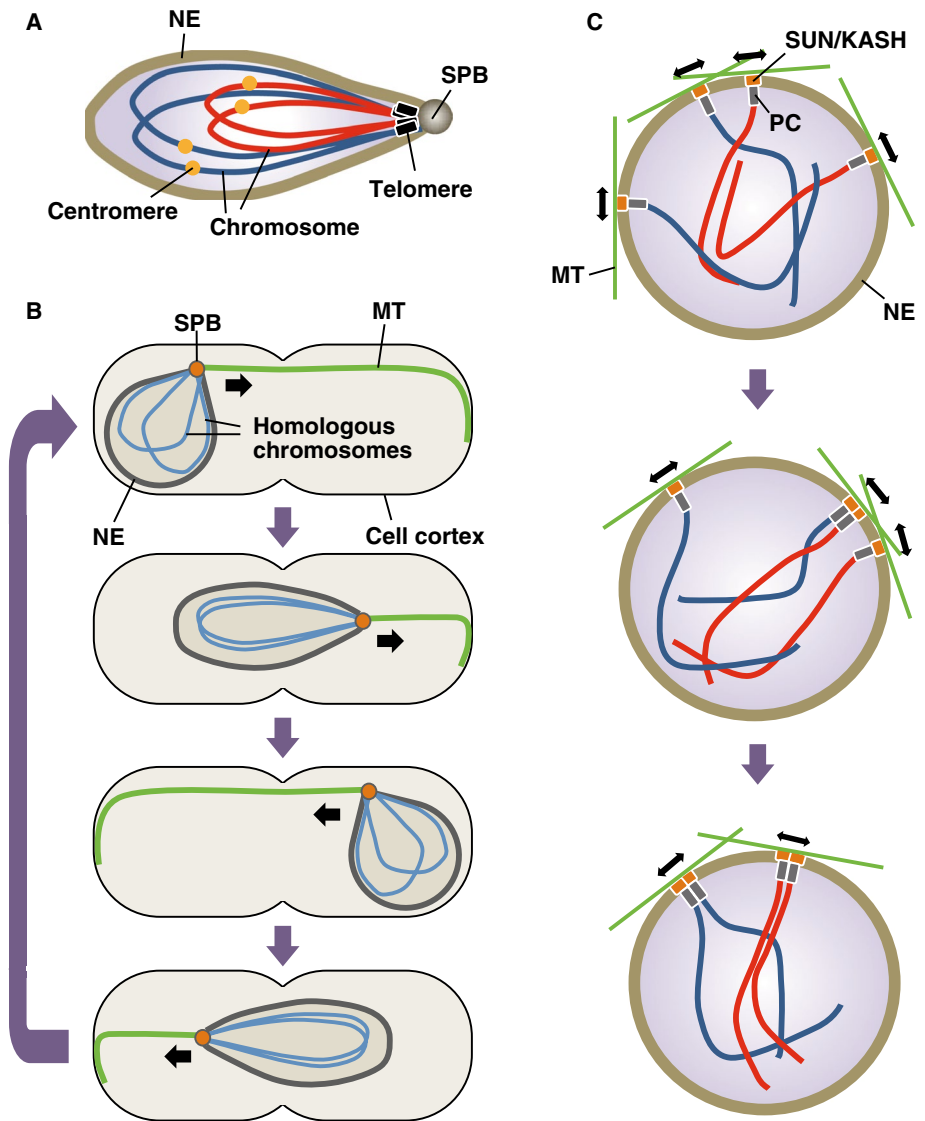 A
NE
SPB
Telomere
Centromere
Chromosome
B
SPB
MT
Homologous
chromosomes
NE
Cell cortex
C
SUN/KASH
PC
MT
NE